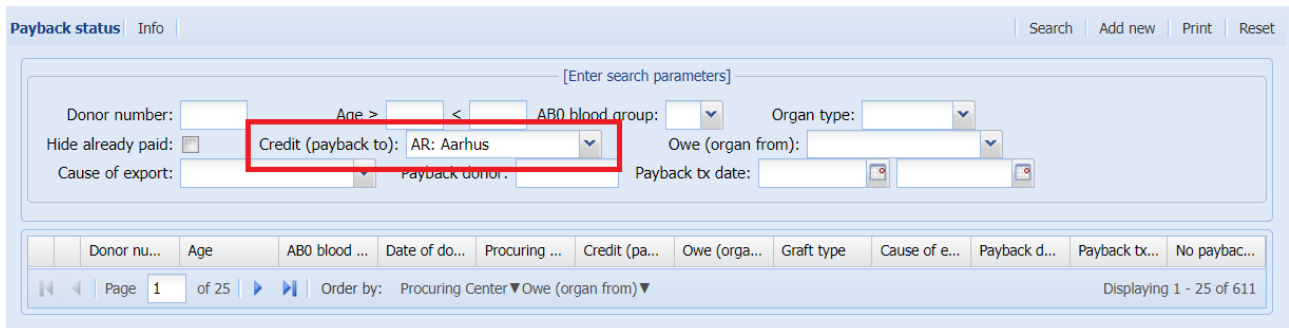 Payback status Info Search Add new Print Reset
[Enter search parameters]
Donor number: Age > < AB0 blood group: Organ type:
Hide already paid: Credit (payback to): AR: Aarhus Owe (organ from):
Cause of export: Payback donor: Payback tx date:
Donor nu... Age AB0 blood ... Date of do... Procuring ... Credit (pa... Owe (orga... Graft type Cause of e... Payback d... Payback tx... No paybac...
Page 1 of 25 Order by: Procuring Center▼Owe (organ from)▼ Displaying 1 - 25 of 611